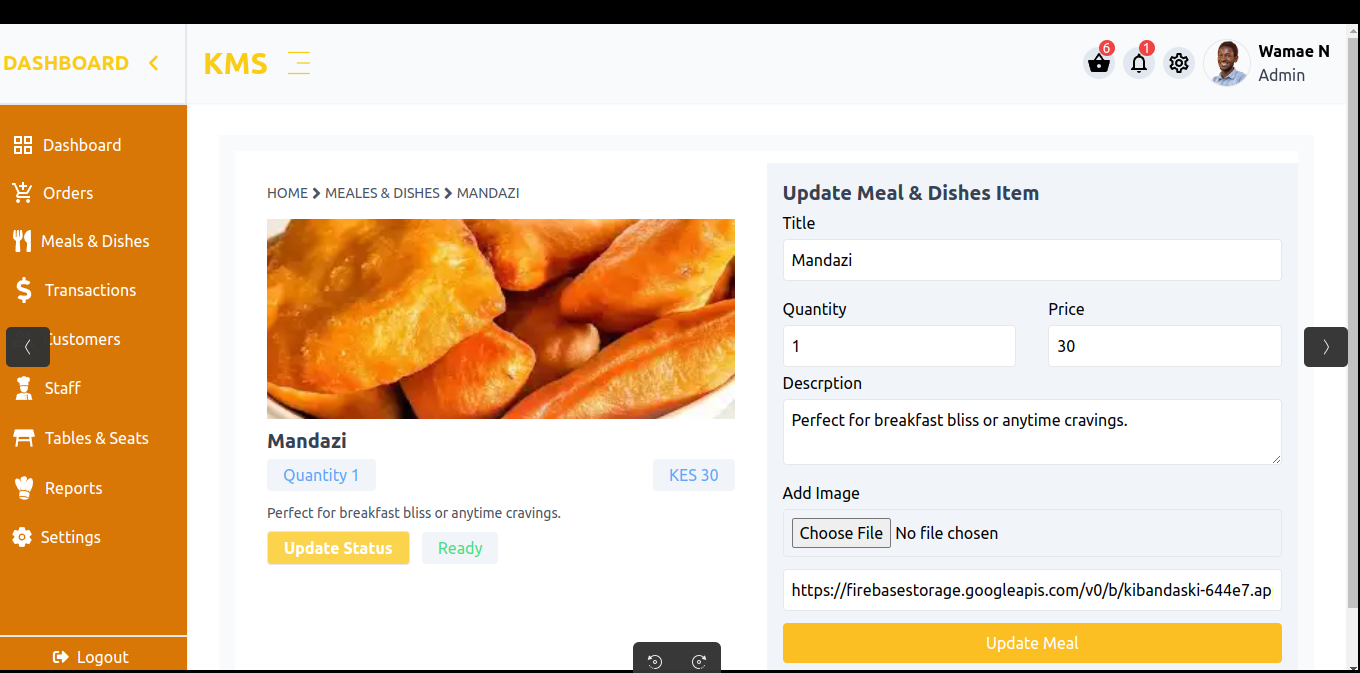 DASHBOARD
KMS
6
1
Wamae N
Admin
Dashboard
Orders
Meals & Dishes
Transactions
ustomers
Staff
Tables & Seats
Reports
Settings
Logout
HOME > MEALES & DISHES > MANDAZI
Mandazi
Quantity 1
KES 30
Perfect for breakfast bliss or anytime cravings.
Update Status
Ready
Update Meal & Dishes Item
Title
Mandazi
Quantity
Price
1
30
Descrption
Perfect for breakfast bliss or anytime cravings.
Add Image
Choose File No file chosen
https://firebasestorage.googleapis.com/v0/b/kibandaski-644e7.ap
Update Meal